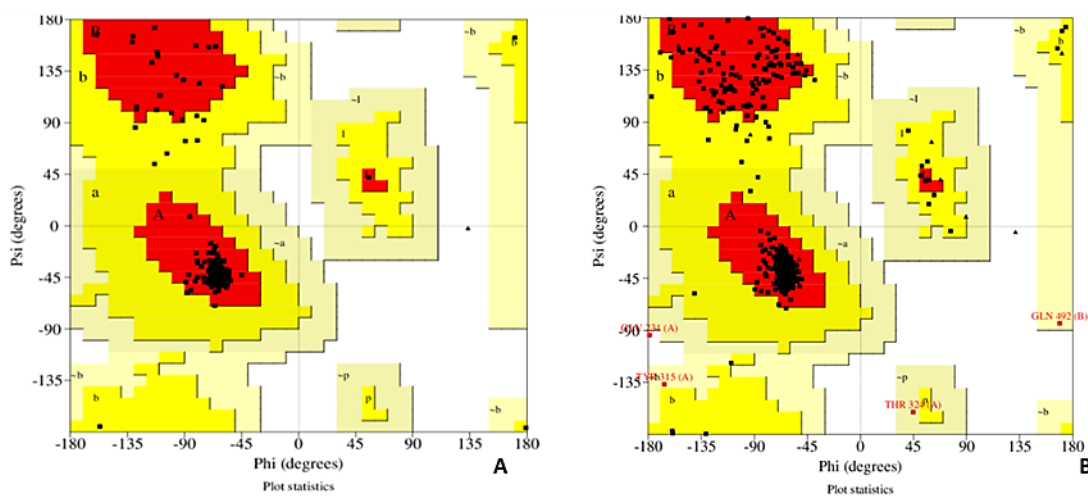 180
135
90
45
0
-45
-90
-135
-180 -135 -90 -45 0 45 90 135 180
Psi (degrees)
Phi (degrees)
Plot statistics
B
b
~b
~b
b
~l
l
a
A
~a
~b
b
~p
p
~b
A
180
135
90
45
0
-45
-90
-135
-180 -135 -90 -45 0 45 90 135 180
Psi (degrees)
Phi (degrees)
Plot statistics
b
~b
~b
b
~l
l
a
A
~a
GLN 492 (B)
231 (A)
315 (A)
~b
b
~p
p
THR 324 (A)
~b
B